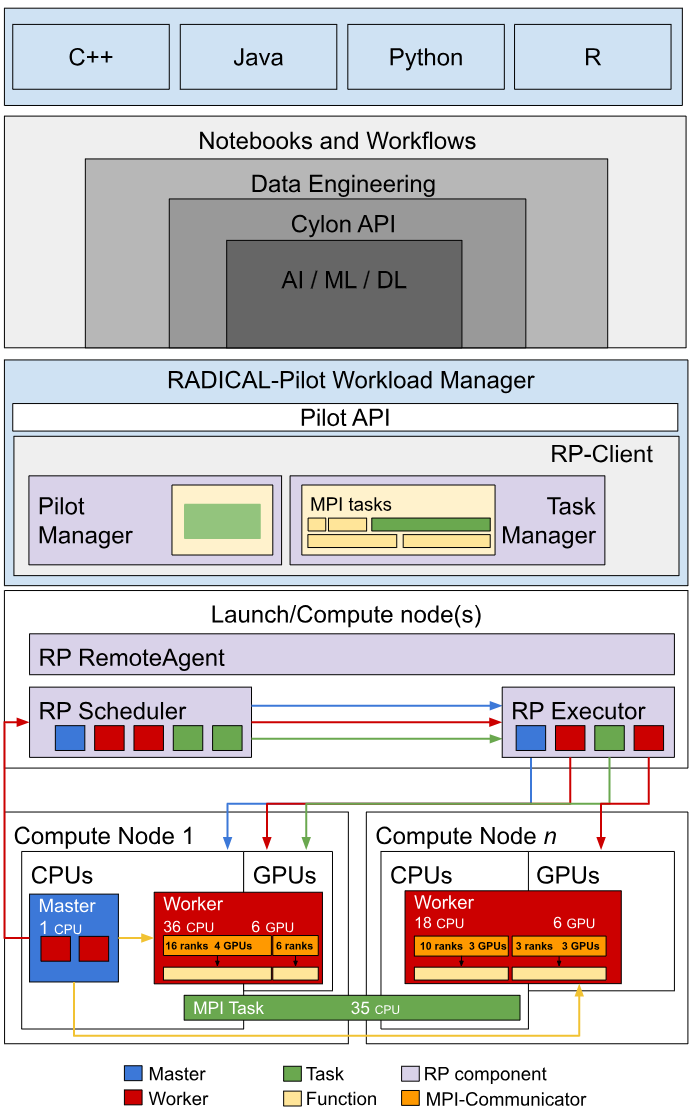 C++
Java
Python
R
Notebooks and Workflows
Data Engineering
Cylon API
AI / ML / DL
RADICAL-Pilot Workload Manager
Pilot API
RP-Client
Pilot
Manager
MPI tasks
Task
Manager
Launch/Compute node(s)
RP RemoteAgent
RP Scheduler
RP Executor
Compute Node 1
CPUs
GPUs
Master
1 CPU
Worker
36 CPU 6 GPU
16 ranks 4 GPUs
6 ranks
Compute Node n
CPUs
GPUs
Worker
18 CPU 6 GPU
10 ranks 3 GPUs
3 ranks 3 GPUs
MPI Task 35 CPU
Master
Task
RP component
Worker
Function
MPI-Communicator